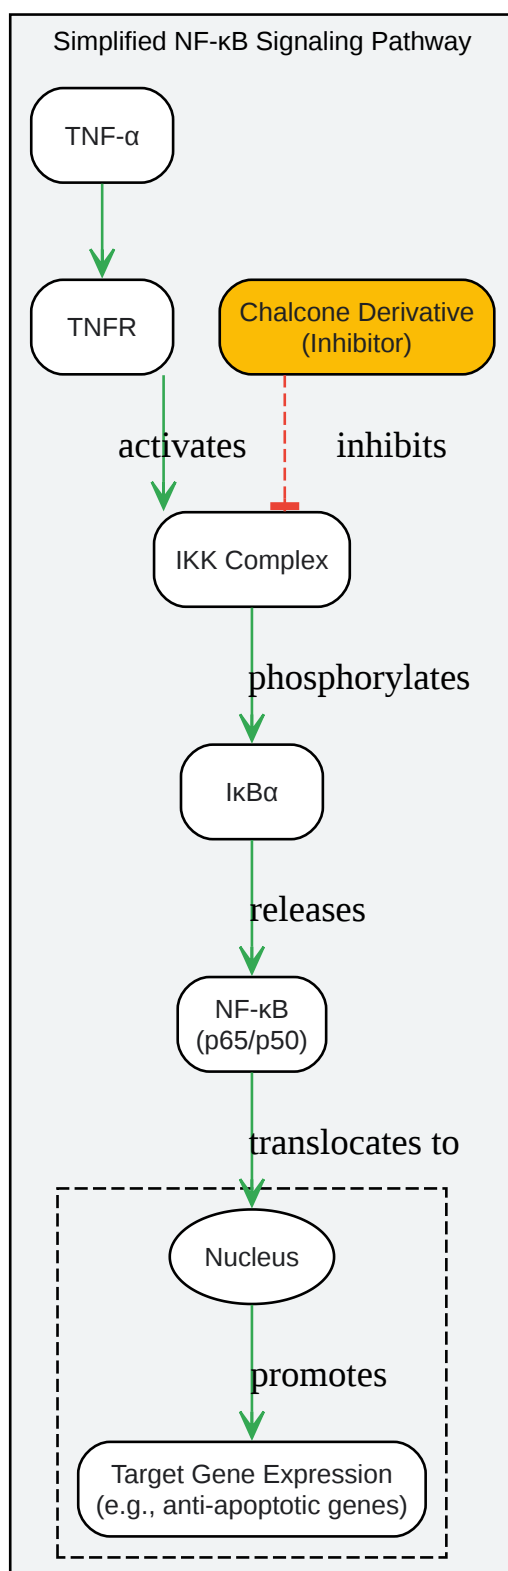 Simplified NF-κB Signaling Pathway
TNF-α
TNFR
Chalcone Derivative
(Inhibitor)
activates
inhibits
IKK Complex
phosphorylates
IκBα
releases
NF-κB
(p65/p50)
translocates to
Nucleus
promotes
Target Gene Expression
(e.g., anti-apoptotic genes)